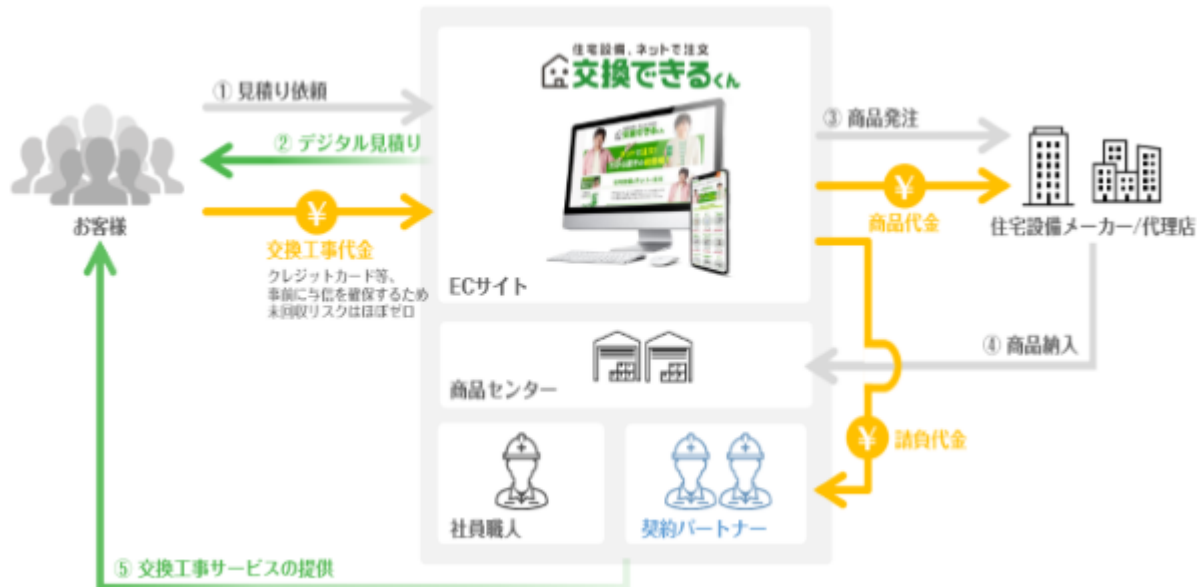 住宅設備、ネットで注文
交換できるくん
① 見積り依頼
② デジタル見積り
¥
交換工事代金
クレジットカード等、
事前に与信を確保するため
未回収リスクはほぼゼロ
お客様
ECサイト
③ 商品発注
¥
商品代金
住宅設備メーカー/代理店
④ 商品納入
商品センター
¥
請負代金
社員職人
契約パートナー
⑤ 交換工事サービスの提供